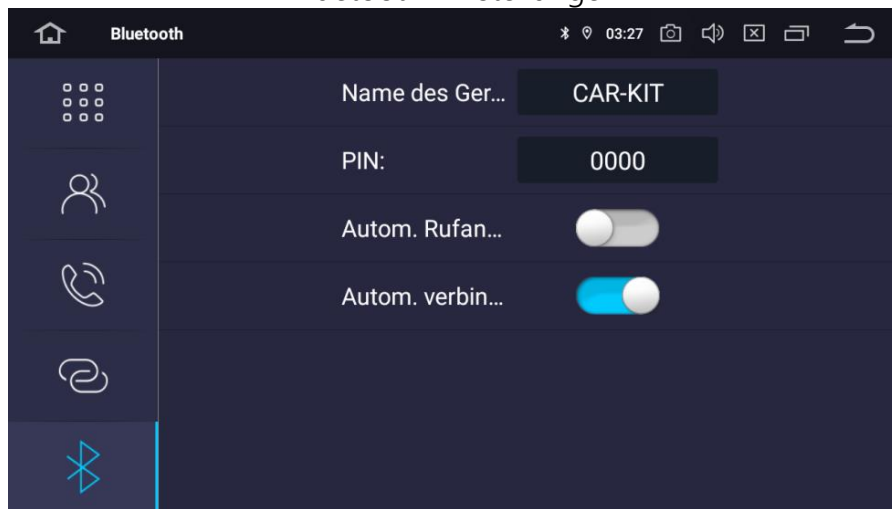 Bluetooth
03:27
Name des Ger... CAR-KIT
PIN: 0000
Autom. Rufan...
Autom. verbin...